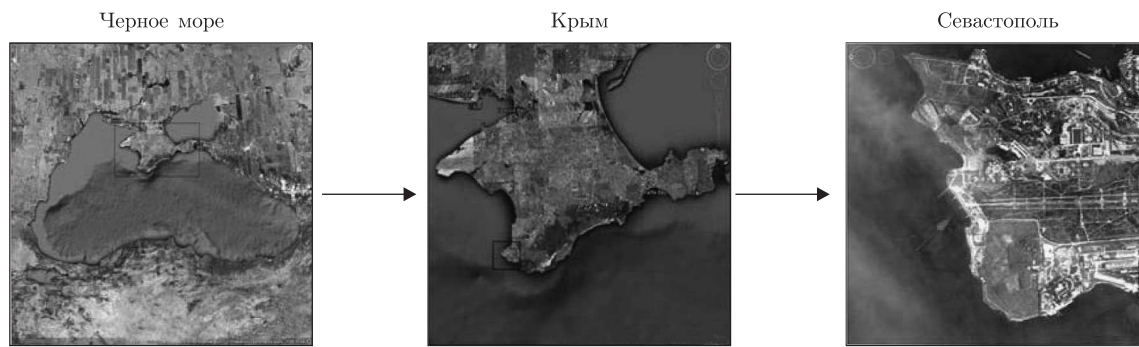 Черное море
Крым
Севастополь